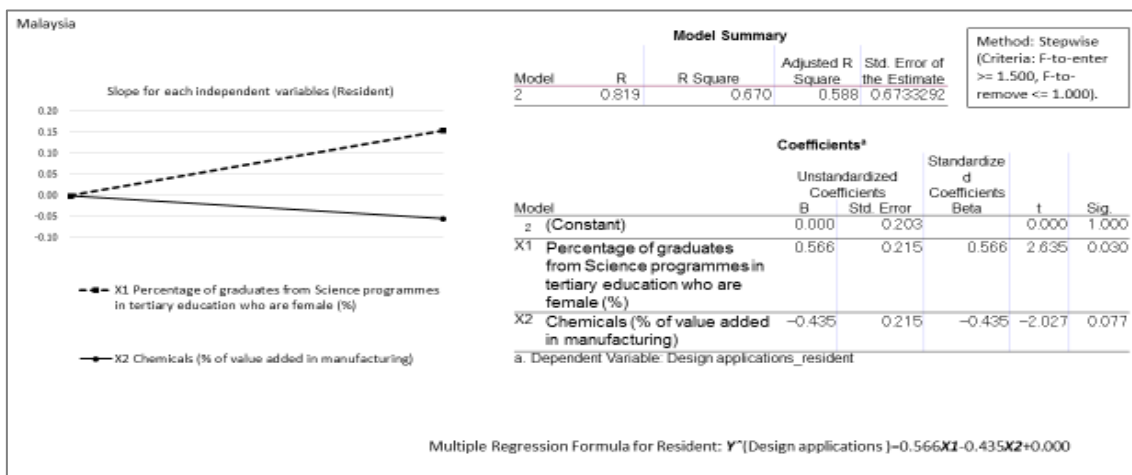 Malaysia
Slope for each independent variables (Resident)
0.20
0.15
0.10
0.05
0.00
-0.05
-0.10
X1 Percentage of graduates from Science programmes
in tertiary education who are female (%)
X2 Chemicals (% of value added in manufacturing)
Model Summary
Model R R Square Adjusted R Square Std. Error of the Estimate
2 0.819 0.670 0.588 0.6733292
Method: Stepwise
(Criteria: F-to-enter
>= 1.500, F-to-
remove <= 1.000).
Coefficientsª
Model Unstandardized Coefficients Standardized Coefficients t Sig.
B Std. Error Beta
2 (Constant) 0.000 0.203 0.000 1.000
X1 Percentage of graduates 0.566 0.215 0.566 2.635 0.030
from Science programmes in
tertiary education who are
female (%)
X2 Chemicals (% of value added −0.435 0.215 −0.435 −2.027 0.077
in manufacturing)
a. Dependent Variable: Design applications_resident
Multiple Regression Formula for Resident: Y^(Design applications )=0.566X1-0.435X2+0.000